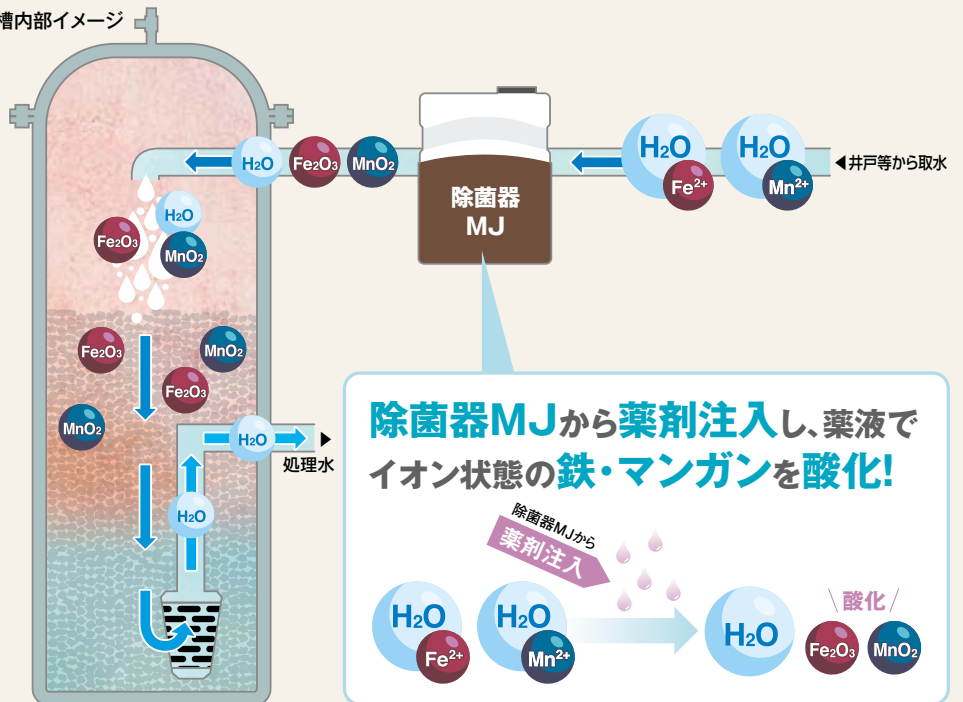 槽内部イメージ
H₂O Fe₂O₃ MnO₂
除菌器
MJ
H₂O Fe²⁺
H₂O Mn²⁺
◀井戸等から取水
H₂O
Fe₂O₃
MnO₂
Fe₂O₃
MnO₂
Fe₂O₃
MnO₂
H₂O
処理水
H₂O
除菌器MJから薬剤注入し、薬液で
イオン状態の鉄・マンガンを酸化!
除菌器MJから
薬剤注入
H₂O Fe²⁺
H₂O Mn²⁺
H₂O
酸化
Fe₂O₃ MnO₂